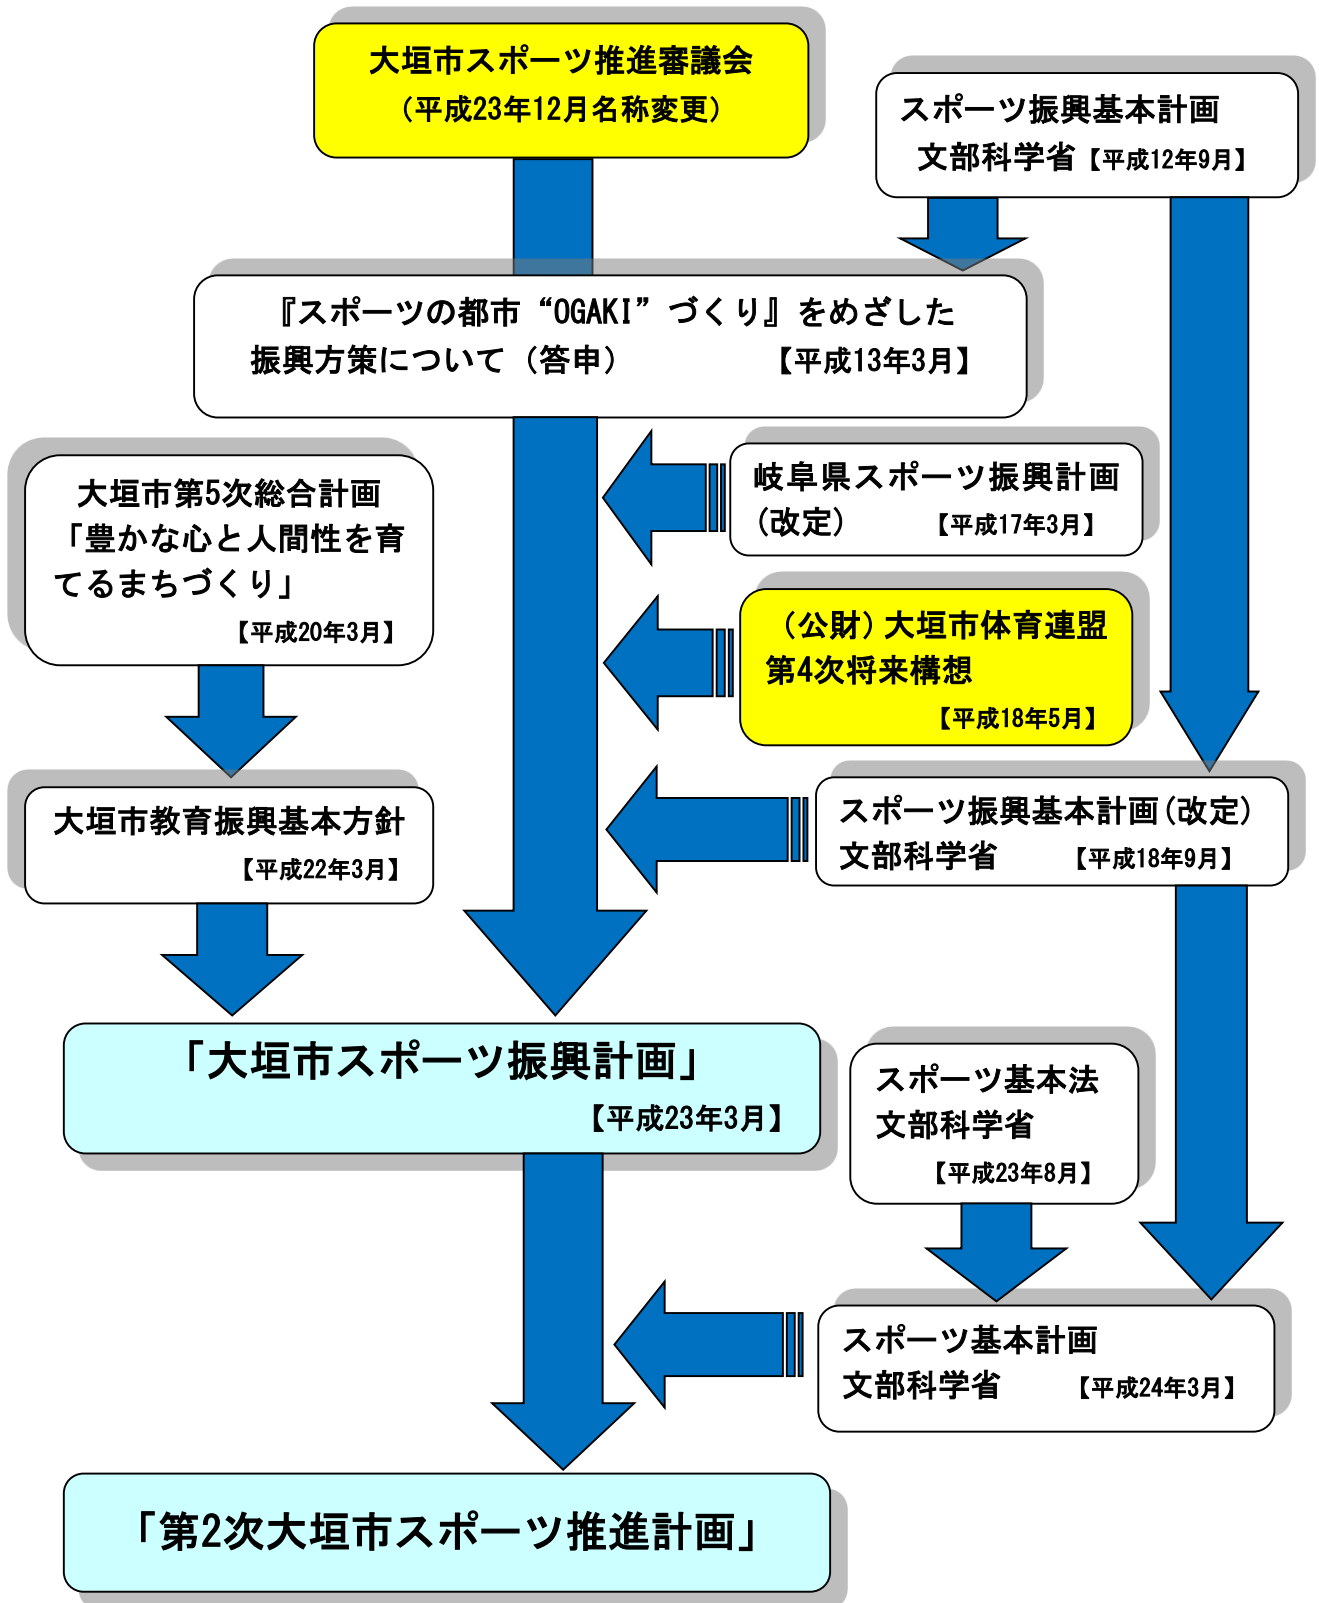 大垣市スポーツ推進審議会
（平成23年12月名称変更）
スポーツ振興基本計画
文部科学省【平成12年9月】
『スポーツの都市“OGAKI”づくり』をめざした
振興方策について（答申）　【平成13年3月】
岐阜県スポーツ振興計画
(改定)　【平成17年3月】
大垣市第5次総合計画
「豊かな心と人間性を育
てるまちづくり」
【平成20年3月】
（公財）大垣市体育連盟
第4次将来構想
【平成18年5月】
大垣市教育振興基本方針
【平成22年3月】
スポーツ振興基本計画(改定)
文部科学省　【平成18年9月】
「大垣市スポーツ振興計画」
【平成23年3月】
スポーツ基本法
文部科学省
【平成23年8月】
スポーツ基本計画
文部科学省　【平成24年3月】
「第2次大垣市スポーツ推進計画」